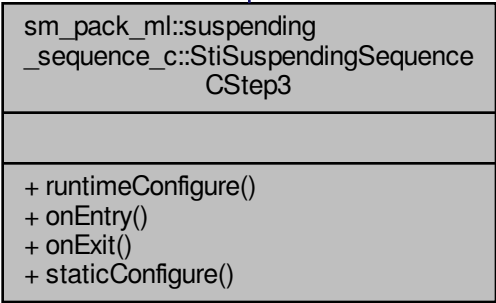 sm_pack_ml::suspending
_sequence_c::StiSuspendingSequence
CStep3
+ runtimeConfigure()
+ onEntry()
+ onExit()
+ staticConfigure()